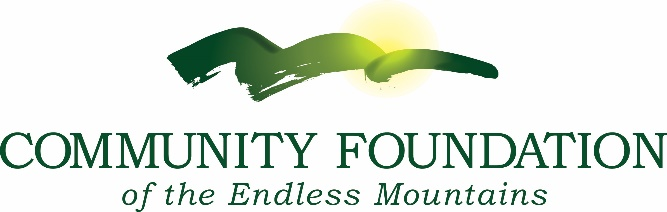 COMMUNITY FOUNDATION
of the Endless Mountains